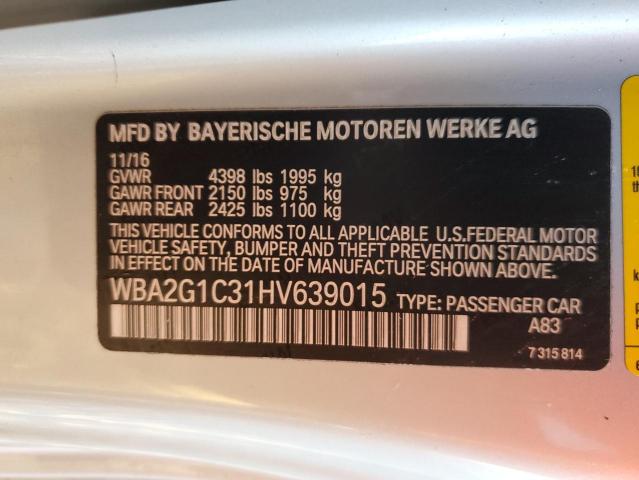 MFD BY BAYERISCHE MOTOREN WERKE AG
11/16
GVWR 4398 lbs 1995 kg
GAWR FRONT 2150 lbs 975 kg
GAWR REAR 2425 lbs 1100 kg
THIS VEHICLE CONFORMS TO ALL APPLICABLE U.S.FEDERAL MOTOR
VEHICLE SAFETY, BUMPER AND THEFT PREVENTION STANDARDS
IN EFFECT ON THE DATE OF MANUFACTURE SHOWN ABOVE.
WBA2G1C31HV639015 TYPE: PASSENGER CAR
A83
7 315 814